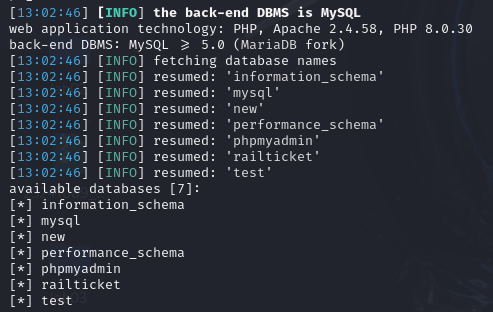 [13:02:46] [INFO] the back-end DBMS is MySQL
web application technology: PHP, Apache 2.4.58, PHP 8.0.30
back-end DBMS: MySQL ≥ 5.0 (MariaDB fork)
[13:02:46] [INFO] fetching database names
[13:02:46] [INFO] resumed: 'information_schema'
[13:02:46] [INFO] resumed: 'mysql'
[13:02:46] [INFO] resumed: 'new'
[13:02:46] [INFO] resumed: 'performance_schema'
[13:02:46] [INFO] resumed: 'phpmyadmin'
[13:02:46] [INFO] resumed: 'railticket'
[13:02:46] [INFO] resumed: 'test'
available databases [7]:
[*] information_schema
[*] mysql
[*] new
[*] performance_schema
[*] phpmyadmin
[*] railticket
[*] test